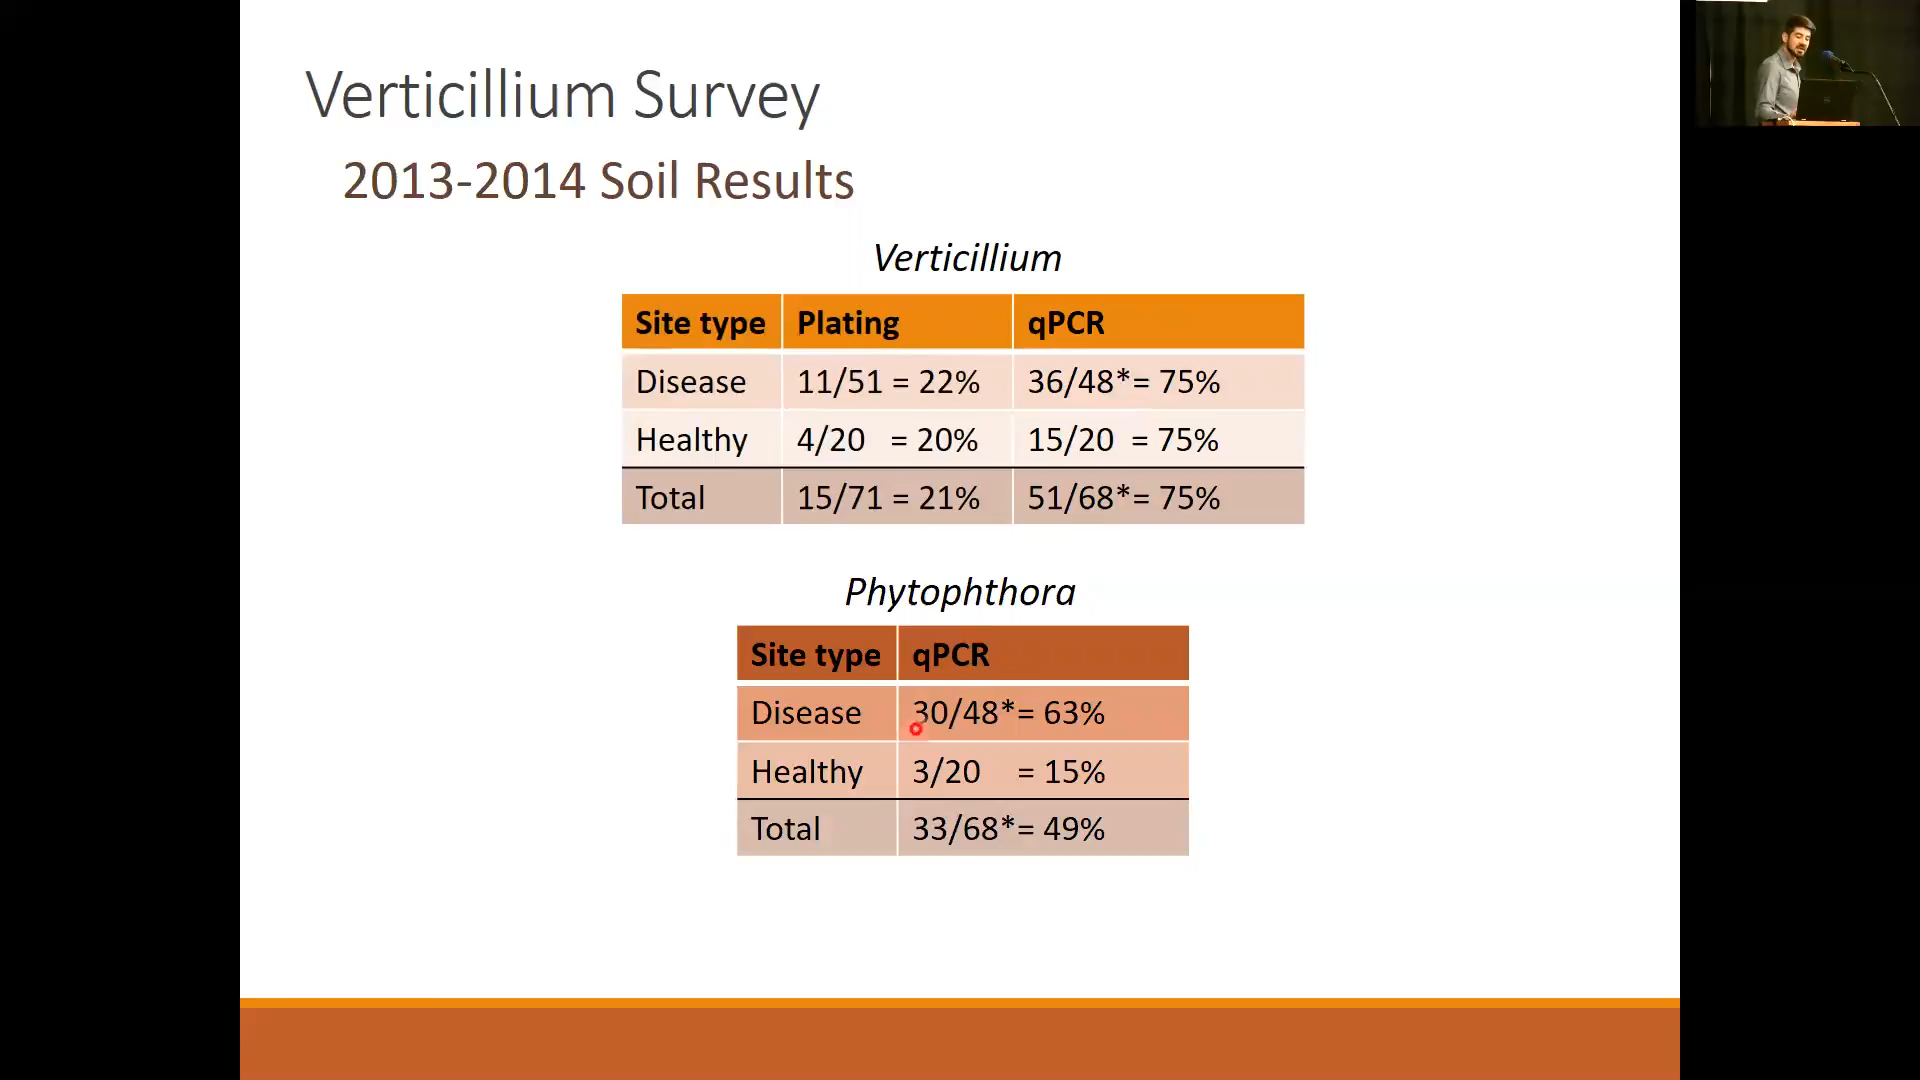 Verticillium Survey
2013-2014 Soil Results
Verticillium
Site type Plating qPCR
Disease 11/51 = 22% 36/48*= 75%
Healthy 4/20 = 20% 15/20 = 75%
Total 15/71 = 21% 51/68*= 75%
Phytophthora
Site type qPCR
Disease 30/48*= 63%
Healthy 3/20 = 15%
Total 33/68*= 49%